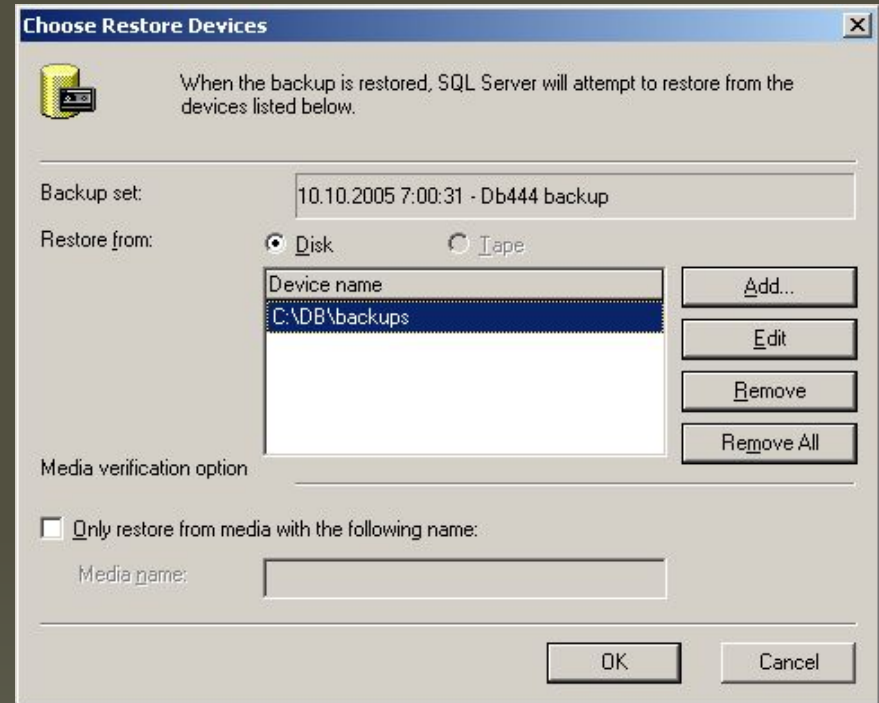 Choose Restore Devices
When the backup is restored, SQL Server will attempt to restore from the
devices listed below.
Backup set:
10.10.2005 7:00:31 - Db444 backup
Restore from:
Disk
Tape
Device name
C:\DB\backups
Add...
Edit
Remove
Remove All
Media verification option
Only restore from media with the following name:
Media name:
OK
Cancel